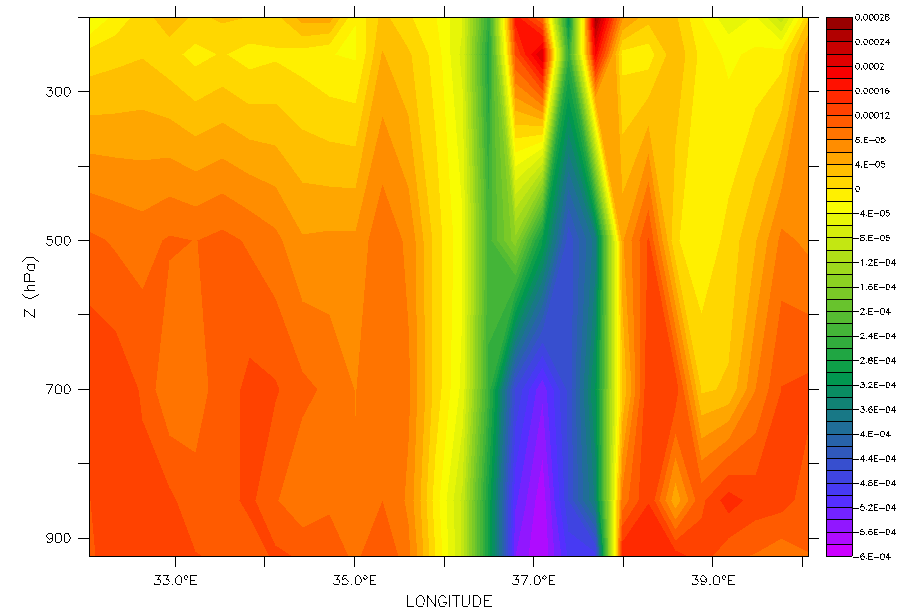 0.00028
0.00024
0.0002
0.00016
0.00012
8.E-05
4.E-05
0
-4.E-05
-8.E-05
-1.2E-04
-1.6E-04
-2.E-04
-2.4E-04
-2.8E-04
-3.2E-04
-3.6E-04
-4.E-04
-4.4E-04
-4.8E-04
-5.2E-04
-5.6E-04
-6.E-04
300
500
700
900
Z (hPa)
33.0°E 35.0°E 37.0°E 39.0°E
LONGITUDE